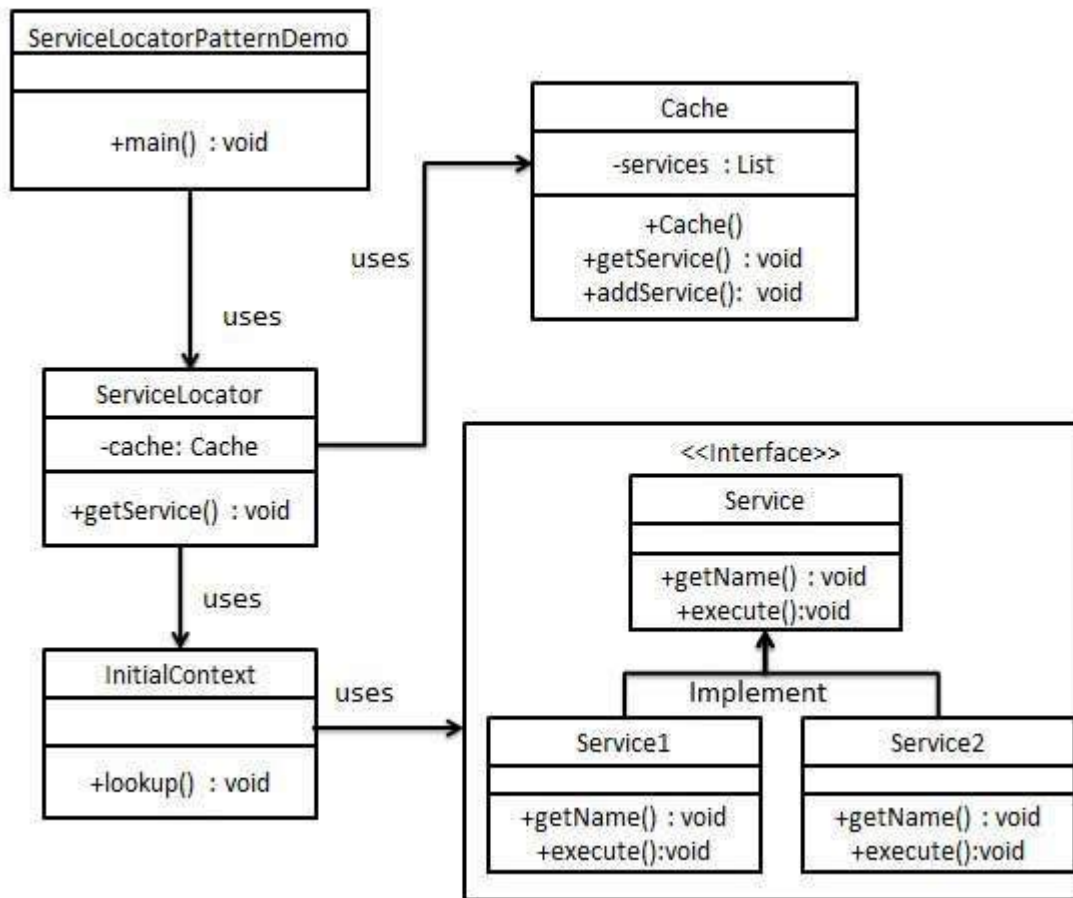 ServiceLocatorPatternDemo
+main() : void
uses
Cache
-services : List
+Cache()
+getService() : void
+addService(): void
uses
ServiceLocator
-cache: Cache
+getService() : void
uses
InitialContext
+lookup() : void
uses
<<Interface>>
Service
+getName() : void
+execute():void
Implement
Service1
+getName() : void
+execute():void
Service2
+getName() : void
+execute():void